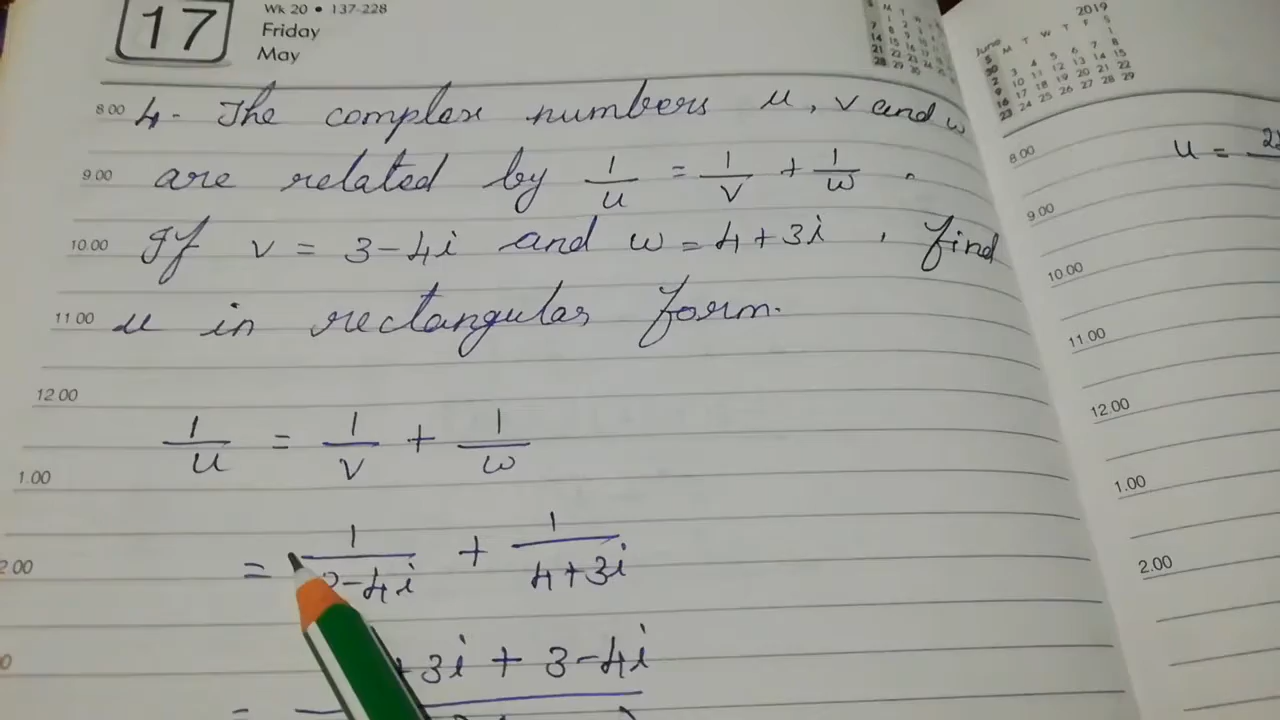 17
Wk 20 • 137-228
Friday
May
8.00 4. The complex numbers u, v and w
9.00 are related by 1/u = 1/v + 1/w .
10.00 If v = 3-4i and w = 4+3i , find
11.00 u in rectangular form.
12.00
1/u = 1/v + 1/w
1.00
2.00 = 1/3-4i + 1/4+3i
+3i + 3-4i
=
2019
June
M T W T F S
8.00 u =
9.00
10.00
11.00
12.00
1.00
2.00